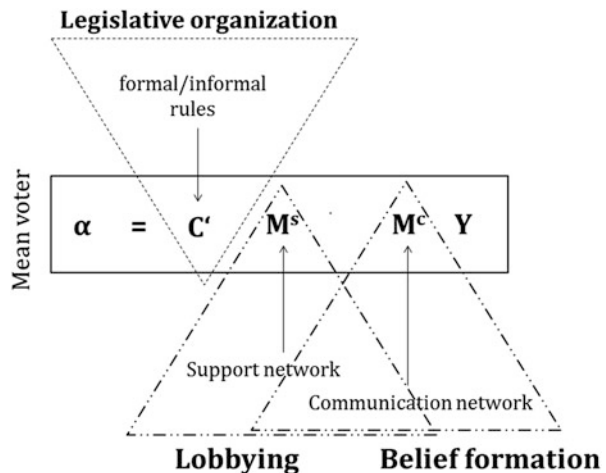 Legislative organization
formal/informal
rules
Mean voter
α = C‘ Mˢ Mᶜ Y
Support network
Communication network
Lobbying Belief formation